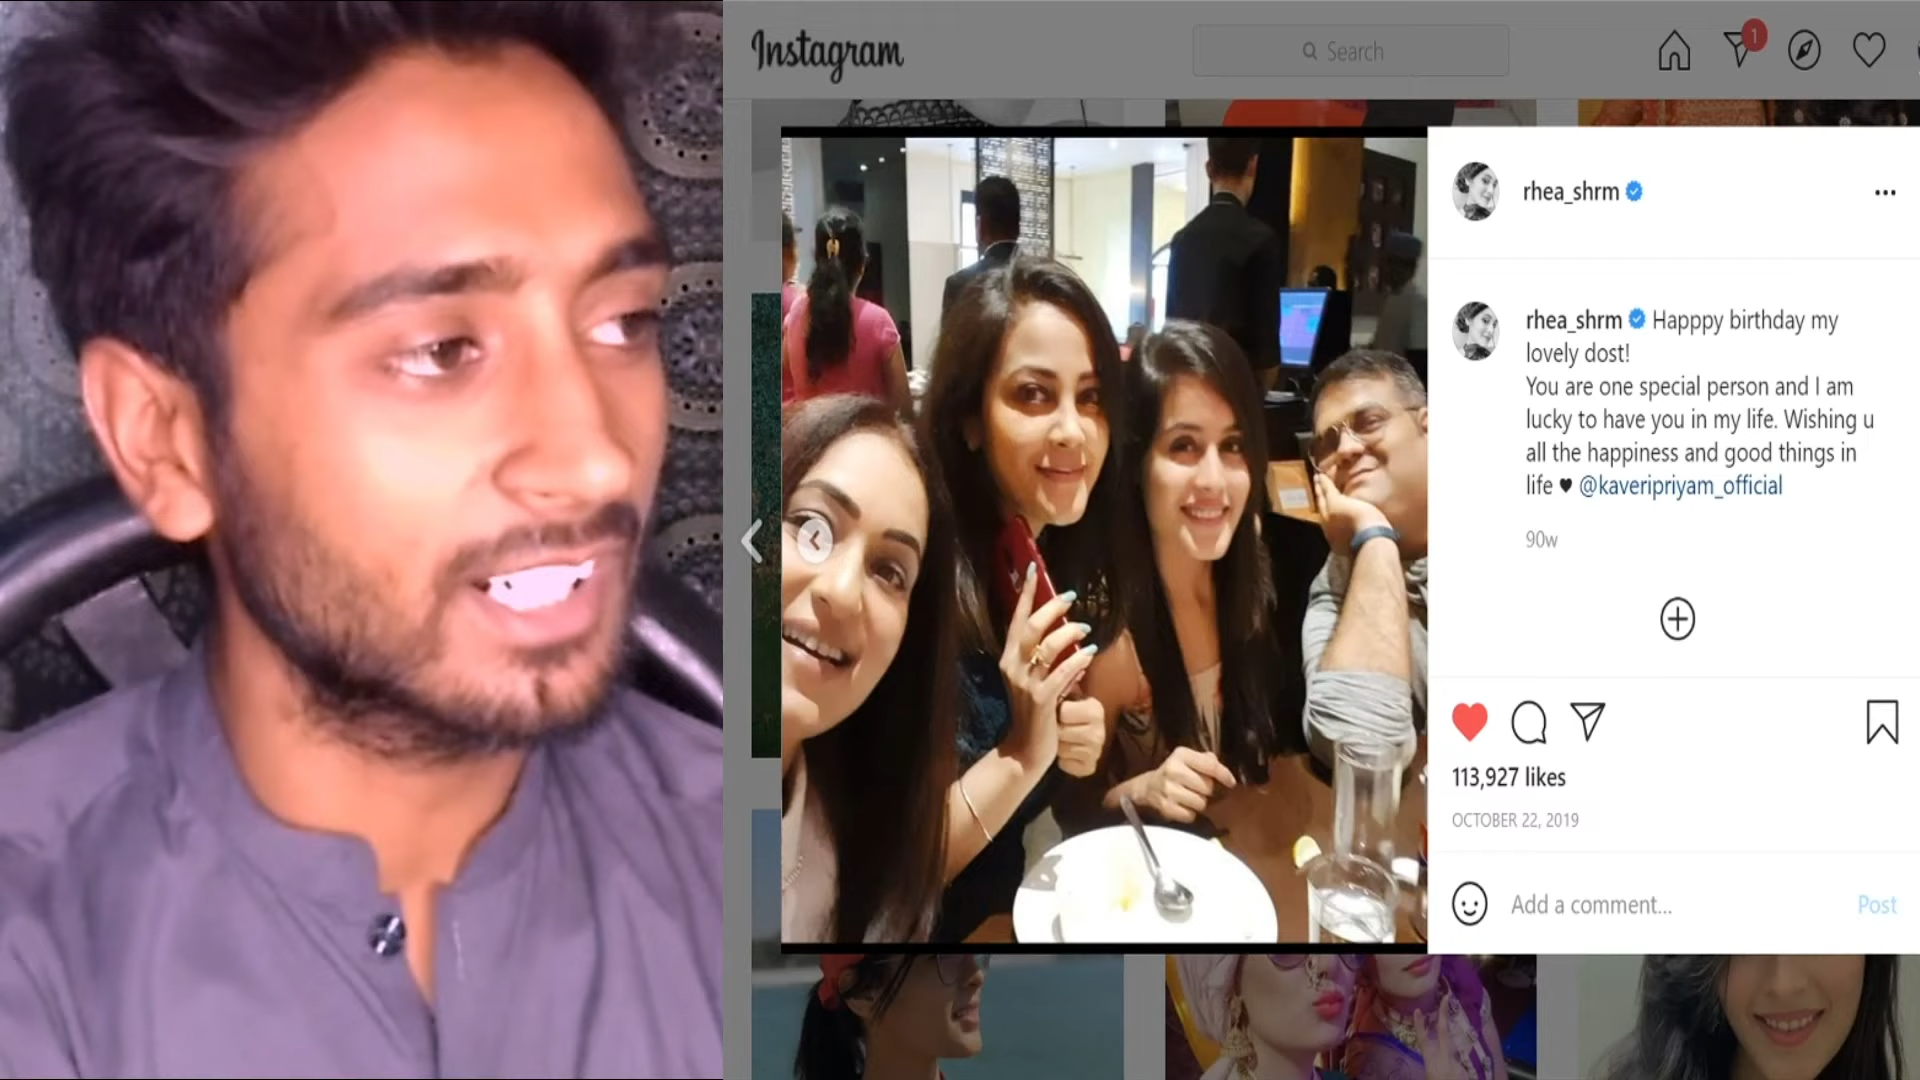 Instagram
Search
1
rhea_shrm
rhea_shrm Happpy birthday my
lovely dost!
You are one special person and I am
lucky to have you in my life. Wishing u
all the happiness and good things in
life ♥ @kaveripriyam_official
90w
113,927 likes
OCTOBER 22, 2019
Add a comment...
Post